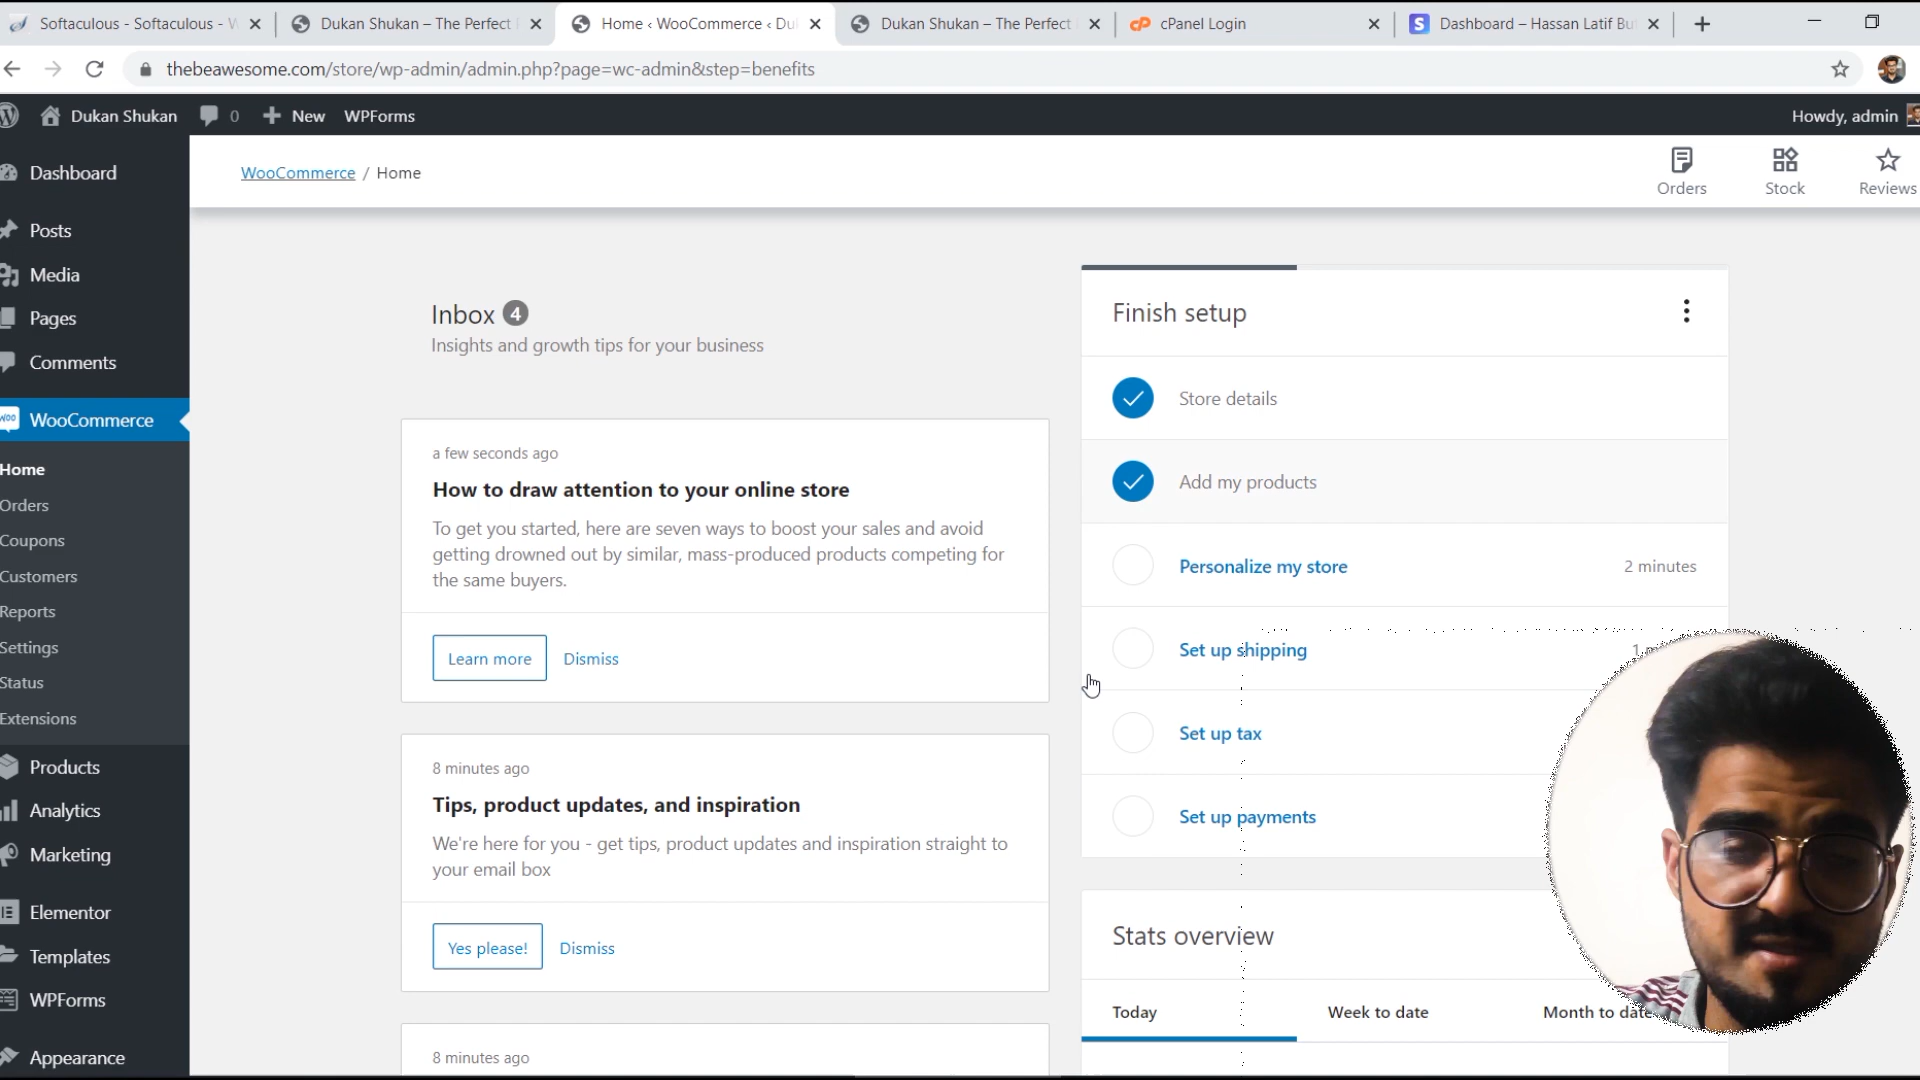 Softaculous - Softaculous - W
Dukan Shukan – The Perfect
Home ‹ WooCommerce ‹ Du
Dukan Shukan – The Perfect
cPanel Login
Dashboard – Hassan Latif Bu
thebeawesome.com/store/wp-admin/admin.php?page=wc-admin&step=benefits
Dukan Shukan
0
New
WPForms
Howdy, admin
Dashboard
Posts
Media
Pages
Comments
WooCommerce
Home
Orders
Coupons
Customers
Reports
Settings
Status
Extensions
Products
Analytics
Marketing
Elementor
Templates
WPForms
Appearance
WooCommerce / Home
Orders
Stock
Reviews
Inbox 4
Insights and growth tips for your business
a few seconds ago
How to draw attention to your online store
To get you started, here are seven ways to boost your sales and avoid
getting drowned out by similar, mass-produced products competing for
the same buyers.
Learn more
Dismiss
8 minutes ago
Tips, product updates, and inspiration
We're here for you - get tips, product updates and inspiration straight to
your email box
Yes please!
Dismiss
8 minutes ago
Finish setup
Store details
Add my products
Personalize my store
2 minutes
Set up shipping
1
Set up tax
Set up payments
Stats overview
Today
Week to date
Month to date